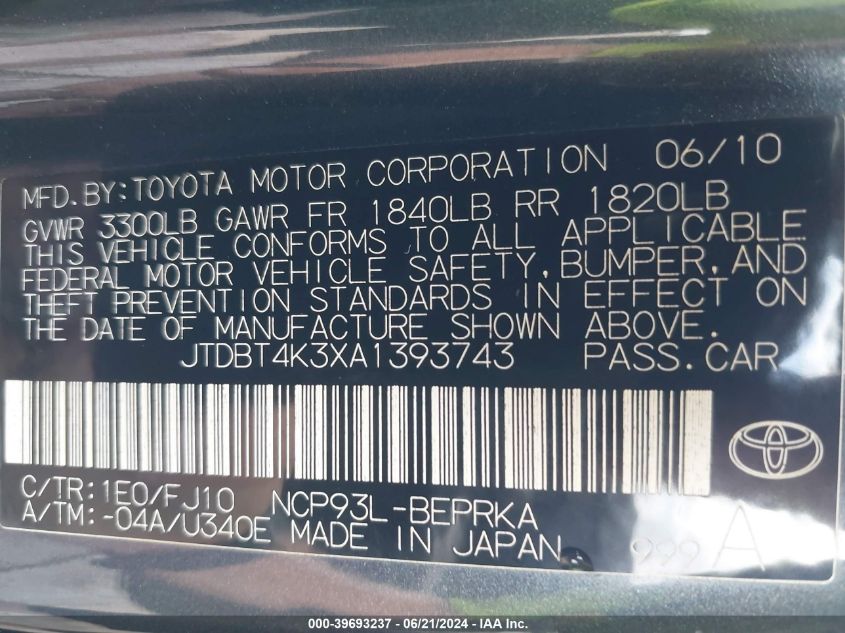 MFD.BY:TOYOTA MOTOR CORPORATION 06/10
GVWR 3300LB GAWR FR 1840LB RR 1820LB
THIS VEHICLE CONFORMS TO ALL APPLICABLE
FEDERAL MOTOR VEHICLE SAFETY,BUMPER,AND
THEFT PREVENTION STANDARDS IN EFFECT ON
THE DATE OF MANUFACTURE SHOWN ABOVE.
JTDBT4K3XA1393743 PASS.CAR
C/TR:1E0/FJ10 NCP93L-BEPRKA
A/TM:-04A/U340E MADE IN JAPAN 999 A
000-39693237 - 06/21/2024 - IAAI.com